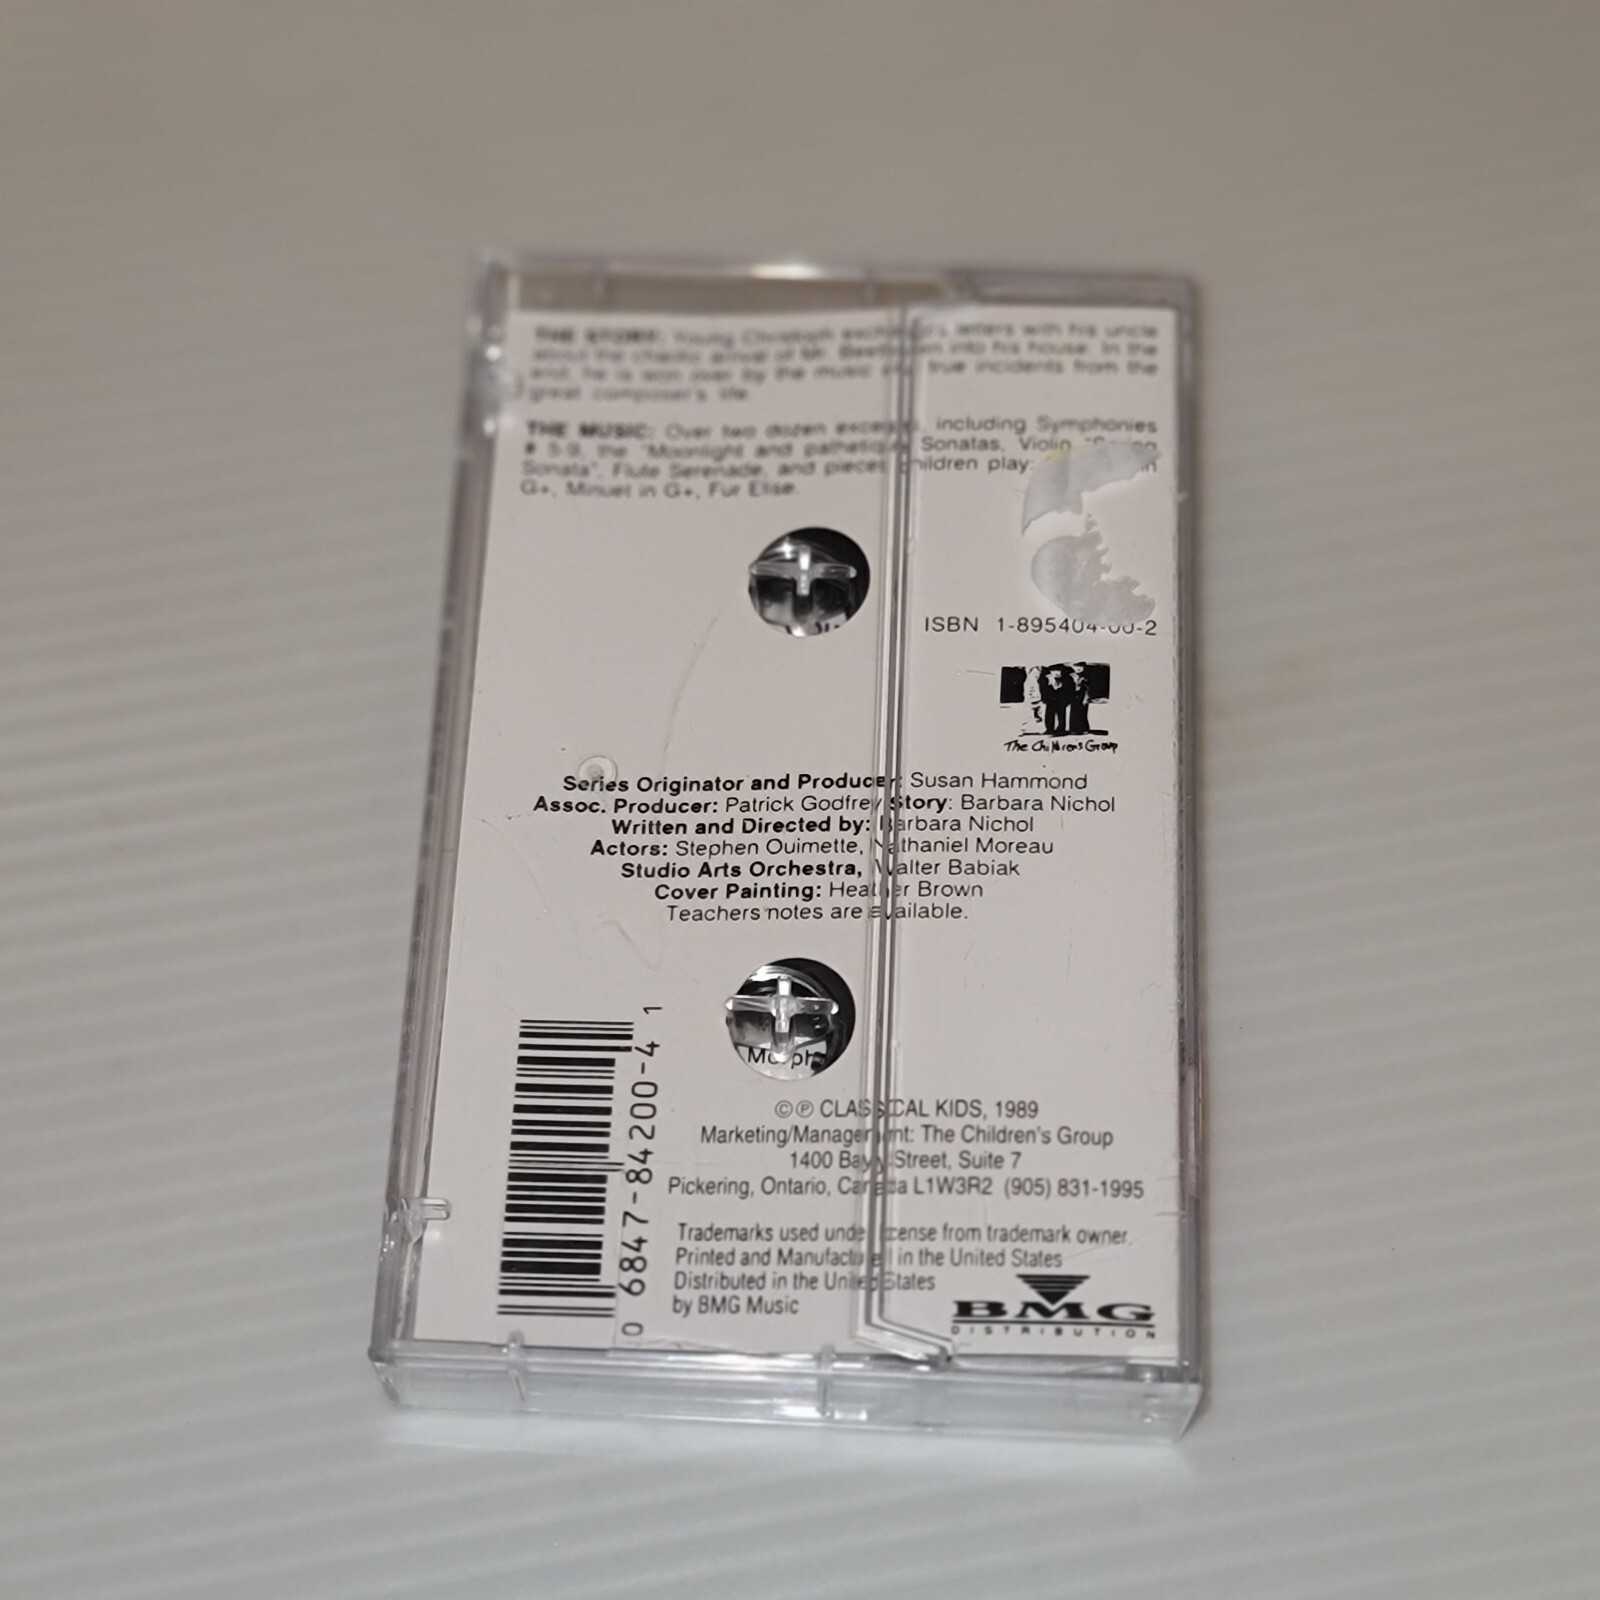 THE STORY: Young Christoph exchanges letters with his uncle
about the chaotic arrival of Mr. Beethoven into his house. In the
end, he is won over by the music and true incidents from the
great composer's life.
THE MUSIC: Over two dozen excerpts, including Symphonies
# 5-9, the "Moonlight and pathetique Sonatas, Violin "Spring
Sonata", Flute Serenade, and pieces children play: in
G+, Minuet in G+, Fur Elise.
ISBN 1-895404-00-2
The Childrens Group
Series Originator and Producer: Susan Hammond
Assoc. Producer: Patrick Godfrey Story: Barbara Nichol
Written and Directed by: Barbara Nichol
Actors: Stephen Ouimette, Nathaniel Moreau
Studio Arts Orchestra, Walter Babiak
Cover Painting: Heather Brown
Teachers notes are available.
0 6847-84200-4 1
©℗ CLASSICAL KIDS, 1989
Marketing/Management: The Children's Group
1400 Bayly Street, Suite 7
Pickering, Ontario, Canada L1W3R2 (905) 831-1995
Trademarks used under license from trademark owner.
Printed and Manufactured in the United States
Distributed in the United States
by BMG Music
BMG
DISTRIBUTION